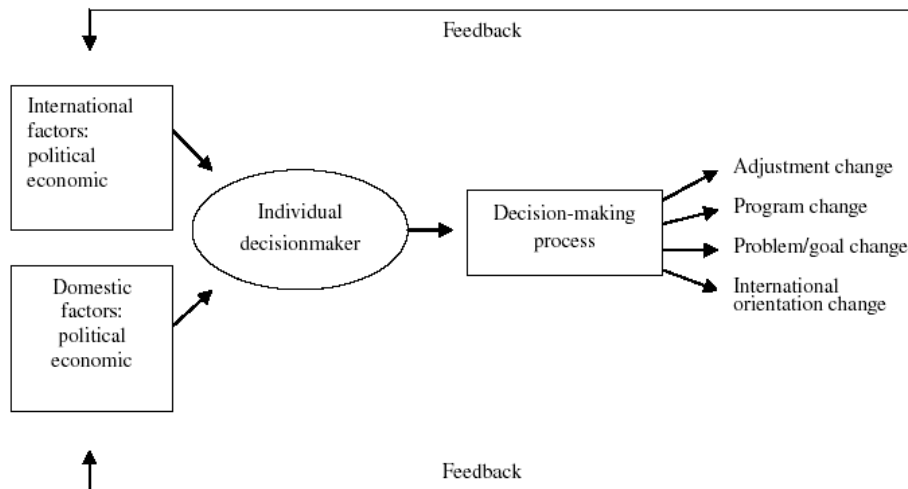 Feedback
International
factors:
political
economic
Individual
decisionmaker
Decision-making
process
Adjustment change
Program change
Problem/goal change
International
orientation change
Domestic
factors:
political
economic
Feedback